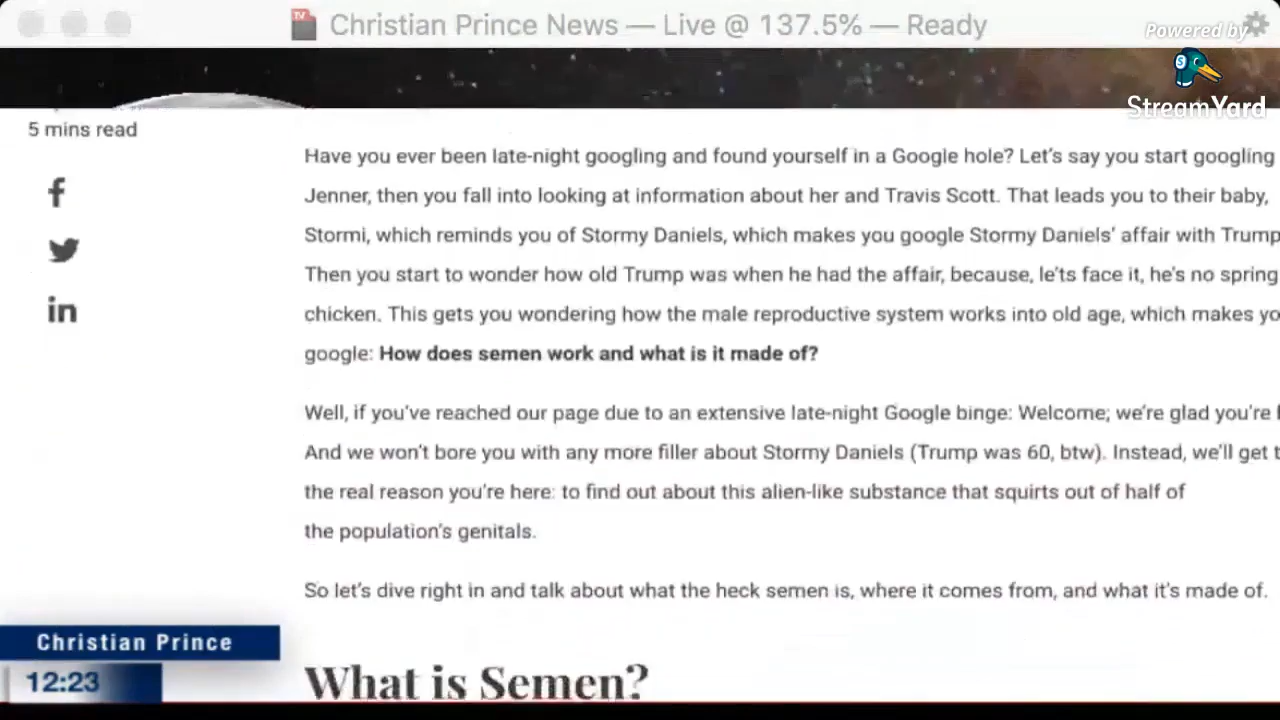 TV
Christian Prince News — Live @ 137.5% — Ready
Powered by
StreamYard
5 mins read
Have you ever been late-night googling and found yourself in a Google hole? Let's say you start googling
Jenner, then you fall into looking at information about her and Travis Scott. That leads you to their baby,
Stormi, which reminds you of Stormy Daniels, which makes you google Stormy Daniels' affair with Trump
Then you start to wonder how old Trump was when he had the affair, because, le'ts face it, he's no spring
chicken. This gets you wondering how the male reproductive system works into old age, which makes yo
google: How does semen work and what is it made of?
Well, if you've reached our page due to an extensive late-night Google binge: Welcome; we're glad you're
And we won't bore you with any more filler about Stormy Daniels (Trump was 60, btw). Instead, we'll get t
the real reason you're here: to find out about this alien-like substance that squirts out of half of
the population's genitals.
So let's dive right in and talk about what the heck semen is, where it comes from, and what it's made of.
What is Semen?
Christian Prince
12:23